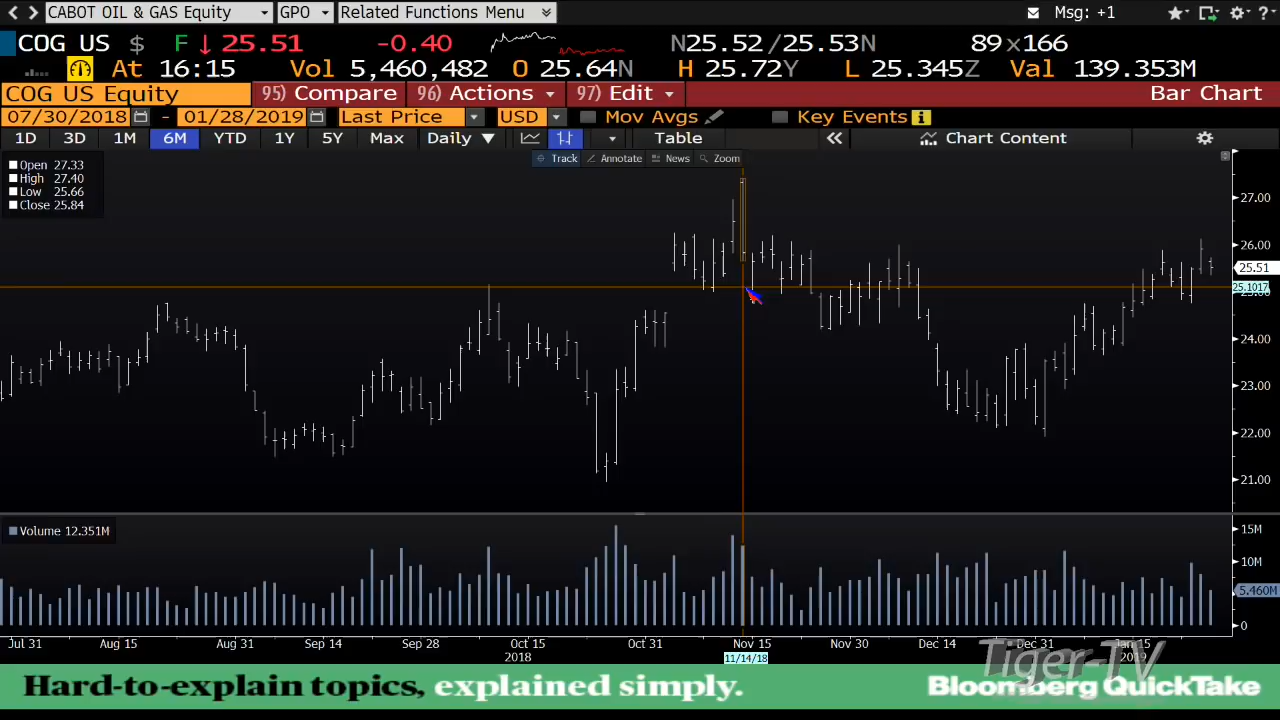 CABOT OIL & GAS Equity GPO Related Functions Menu Msg: +1 ?
COG US $ F ↓ 25.51 -0.40 N25.52/25.53N 89x166
At 16:15 Vol 5,460,482 O 25.64N H 25.72Y L 25.345Z Val 139.353M
COG US Equity 95) Compare 96) Actions 97) Edit Bar Chart
07/30/2018 - 01/28/2019 Last Price USD Mov Avgs Key Events i
1D 3D 1M 6M YTD 1Y 5Y Max Daily ▼ Table « Chart Content
Track Annotate News Zoom
Open 27.33
High 27.40
Low 25.66
Close 25.84
27.00
26.00
25.51
25.1017
25.00
24.00
23.00
22.00
21.00
Volume 12.351M
15M
10M
5.460M
0
Jul 31 Aug 15 Aug 31 Sep 14 Sep 28 Oct 15 Oct 31 Nov 15 Nov 30 Dec 14 Dec 31 Jan 15
2018 11/14/18 2019
Tiger-TV
Hard-to-explain topics, explained simply. Bloomberg QuickTake